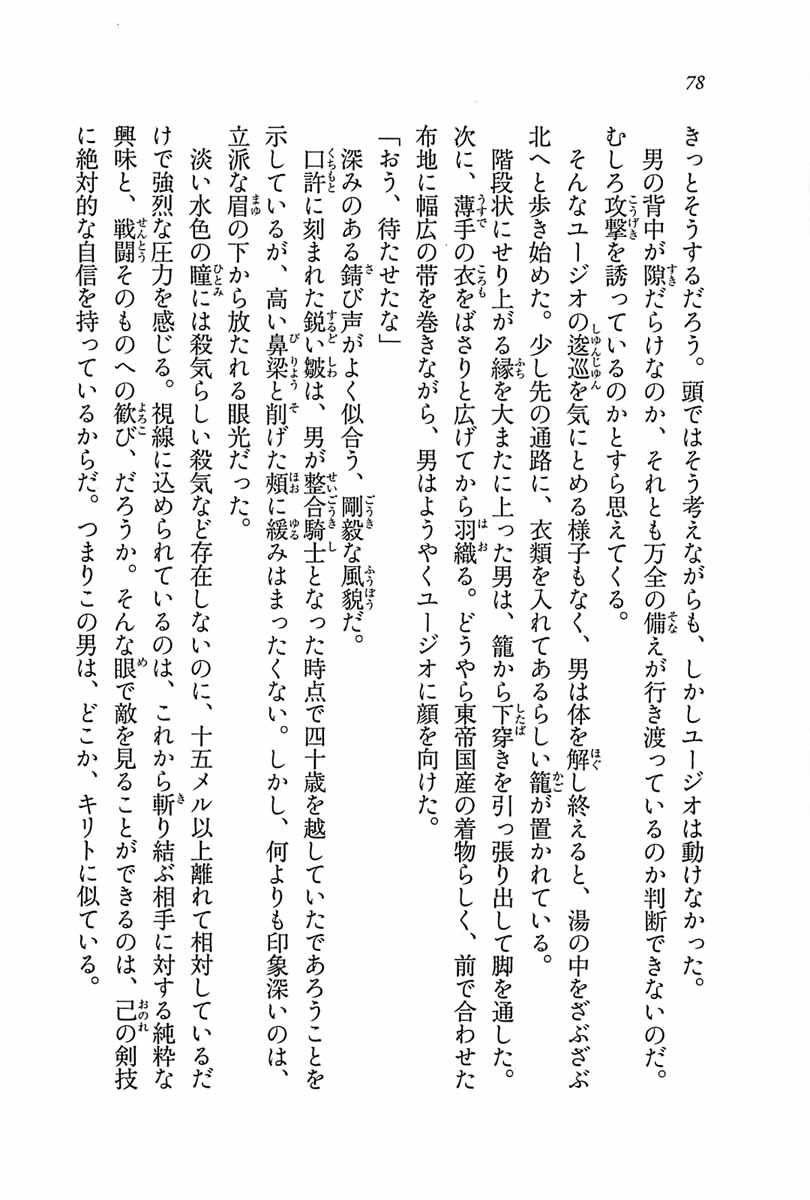 78
きっとそうするだろう。頭ではそう考えながらも、しかしユージオは動けなかった。
男の背中が隙だらけなのか、それとも万全の備えが行き渡っているのか判断できないのだ。
むしろ攻撃を誘っているのかとすら思えてくる。
そんなユージオの逡巡を気にとめる様子もなく、男は体を解し終えると、湯の中をざぶざぶ
北へと歩き始めた。少し先の通路に、衣類を入れてあるらしい籠が置かれている。
階段状にせり上がる縁を大またに上った男は、籠から下穿きを引っ張り出して脚を通した。
次に、薄手の衣をばさりと広げてから羽織る。どうやら東帝国産の着物らしく、前で合わせた
布地に幅広の帯を巻きながら、男はようやくユージオに顔を向けた。
「おう、待たせたな」
深みのある錆び声がよく似合う、剛毅な風貌だ。
口許に刻まれた鋭い皺は、男が整合騎士となった時点で四十歳を越していたであろうことを
示しているが、高い鼻梁と削げた頰に緩みはまったくない。しかし、何よりも印象深いのは、
立派な眉の下から放たれる眼光だった。
淡い水色の瞳には殺気らしい殺気など存在しないのに、十五メル以上離れて相対しているだ
けで強烈な圧力を感じる。視線に込められているのは、これから斬り結ぶ相手に対する純粋な
興味と、戦闘そのものへの歓び、だろうか。そんな眼で敵を見ることができるのは、己の剣技
に絶対的な自信を持っているからだ。つまりこの男は、どこか、キリトに似ている。